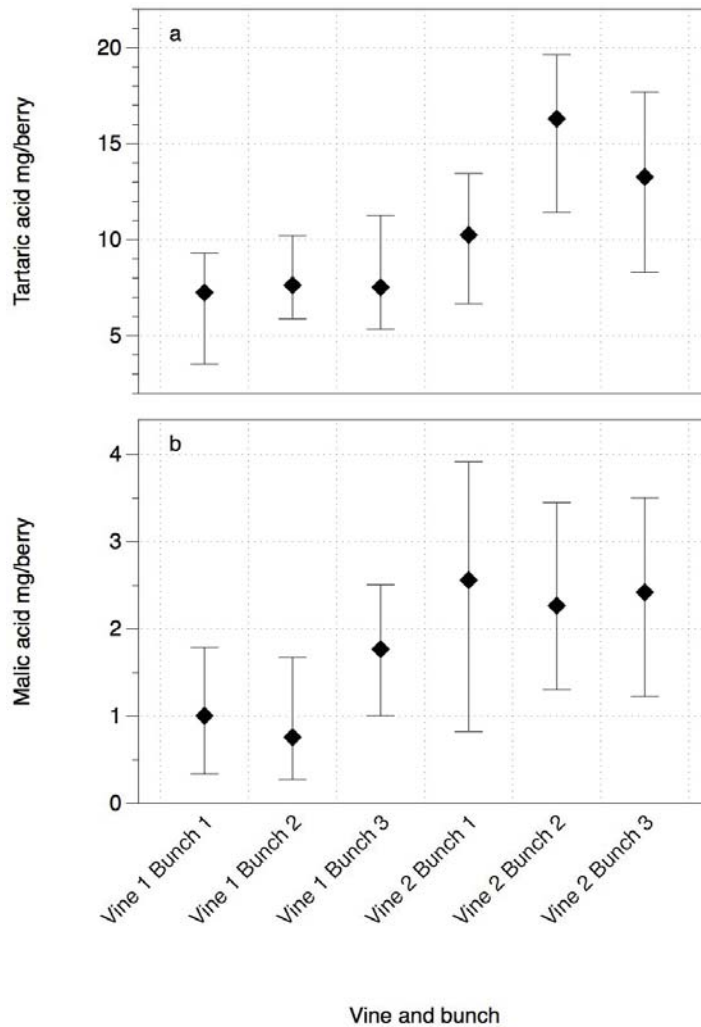 a
Tartaric acid mg/berry
20
15
10
5
b
Malic acid mg/berry
4
3
2
1
0
Vine 1 Bunch 1
Vine 1 Bunch 2
Vine 1 Bunch 3
Vine 2 Bunch 1
Vine 2 Bunch 2
Vine 2 Bunch 3
Vine and bunch